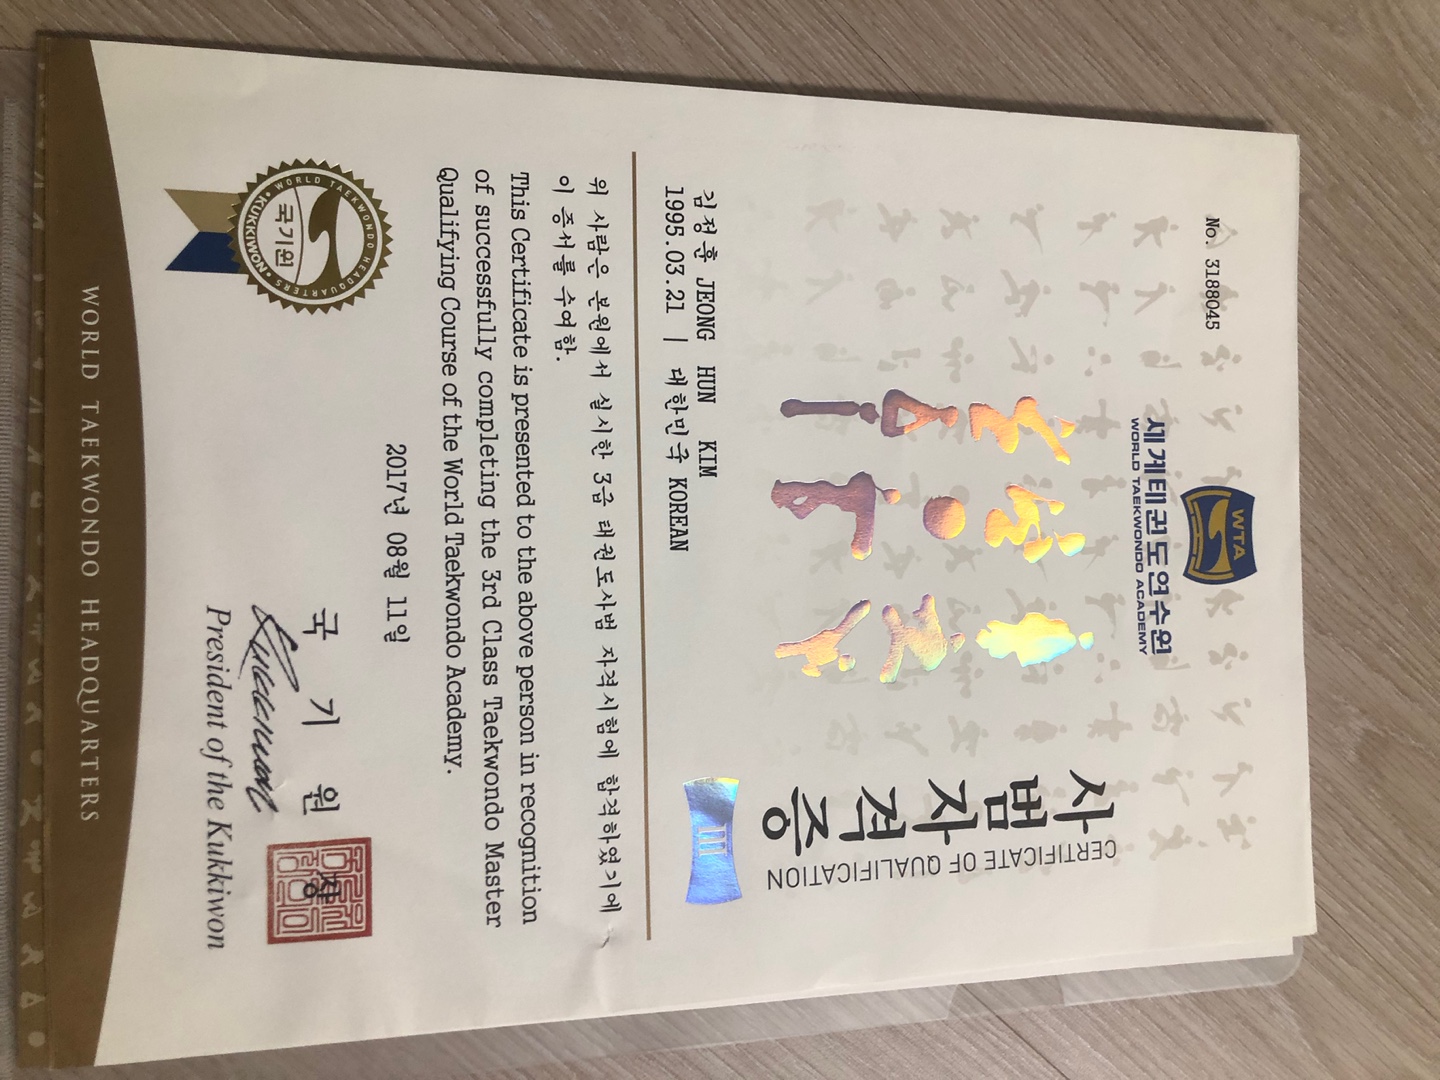 No. 3188045
WTA
세계태권도연수원
WORLD TAEKWONDO ACADEMY
사범자격증
CERTIFICATE OF QUALIFICATION
III
김정훈 JEONG HUN KIM
1995.03.21 | 대한민국 KOREAN
위 사람은 본원에서 실시한 3급 태권도사범 자격시험에 합격하였기에
이 증서를 수여함.
This Certificate is presented to the above person in recognition
of successfully completing the 3rd Class Taekwondo Master
Qualifying Course of the World Taekwondo Academy.
2017년 08월 11일
국 기 원 장
President of the Kukkiwon
WORLD TAEKWONDO HEADQUARTERS
국기원
KUKKIWON
WORLD TAEKWONDO HEADQUARTERS